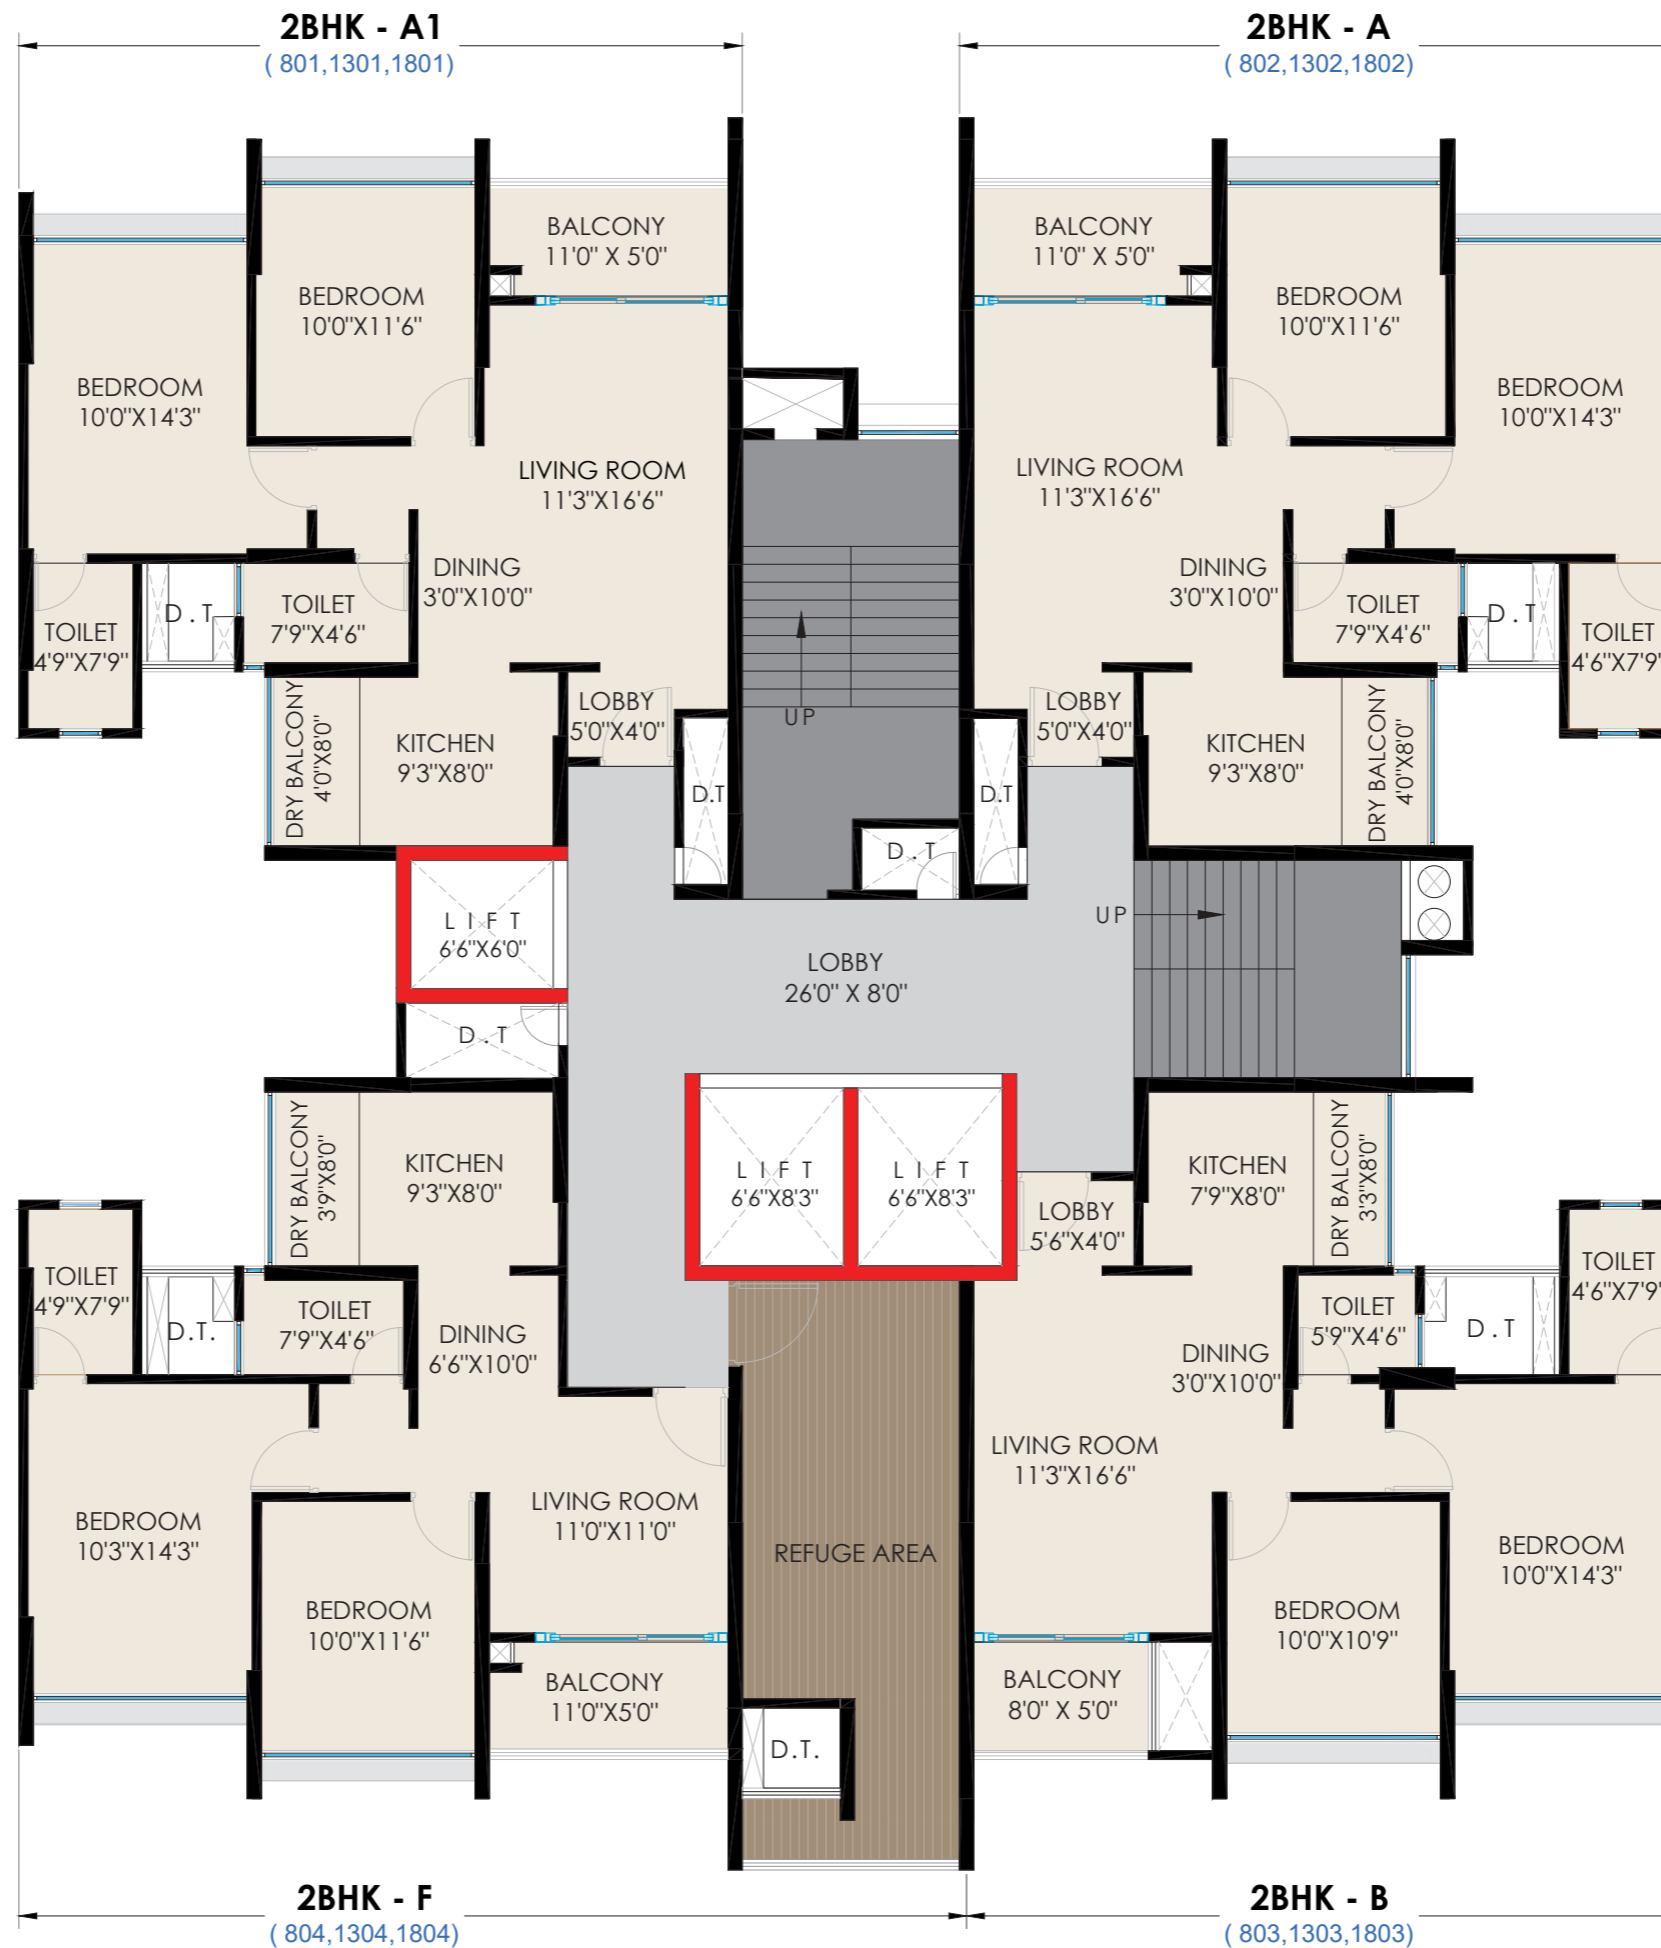 2BHK - A1
( 801,1301,1801)
2BHK - A
( 802,1302,1802)
BALCONY
11'0" X 5'0"
BEDROOM
10'0"X11'6"
BEDROOM
10'0"X14'3"
LIVING ROOM
11'3"X16'6"
DINING
3'0"X10'0"
D.T
TOILET
7'9"X4'6"
TOILET
4'9"X7'9"
LOBBY
5'0"X4'0"
DRY BALCONY
4'0"X8'0"
KITCHEN
9'3"X8'0"
D.T
UP
BALCONY
11'0" X 5'0"
BEDROOM
10'0"X11'6"
BEDROOM
10'0"X14'3"
LIVING ROOM
11'3"X16'6"
DINING
3'0"X10'0"
TOILET
7'9"X4'6"
D.T
TOILET
4'6"X7'9"
LOBBY
5'0"X4'0"
KITCHEN
9'3"X8'0"
DRY BALCONY
4'0"X8'0"
D.T
D.T
LIFT
6'6"X6'0"
UP
LOBBY
26'0" X 8'0"
D.T
LIFT
6'6"X8'3"
LIFT
6'6"X8'3"
DRY BALCONY
3'9"X8'0"
KITCHEN
9'3"X8'0"
TOILET
4'9"X7'9"
D.T.
TOILET
7'9"X4'6"
DINING
6'6"X10'0"
LIVING ROOM
11'0"X11'0"
BEDROOM
10'3"X14'3"
BEDROOM
10'0"X11'6"
BALCONY
11'0"X5'0"
REFUGE AREA
D.T.
KITCHEN
7'9"X8'0"
DRY BALCONY
3'3"X8'0"
LOBBY
5'6"X4'0"
TOILET
4'6"X7'9"
TOILET
5'9"X4'6"
D.T
DINING
3'0"X10'0"
LIVING ROOM
11'3"X16'6"
BEDROOM
10'0"X14'3"
BEDROOM
10'0"X10'9"
BALCONY
8'0" X 5'0"
2BHK - F
( 804,1304,1804)
2BHK - B
( 803,1303,1803)